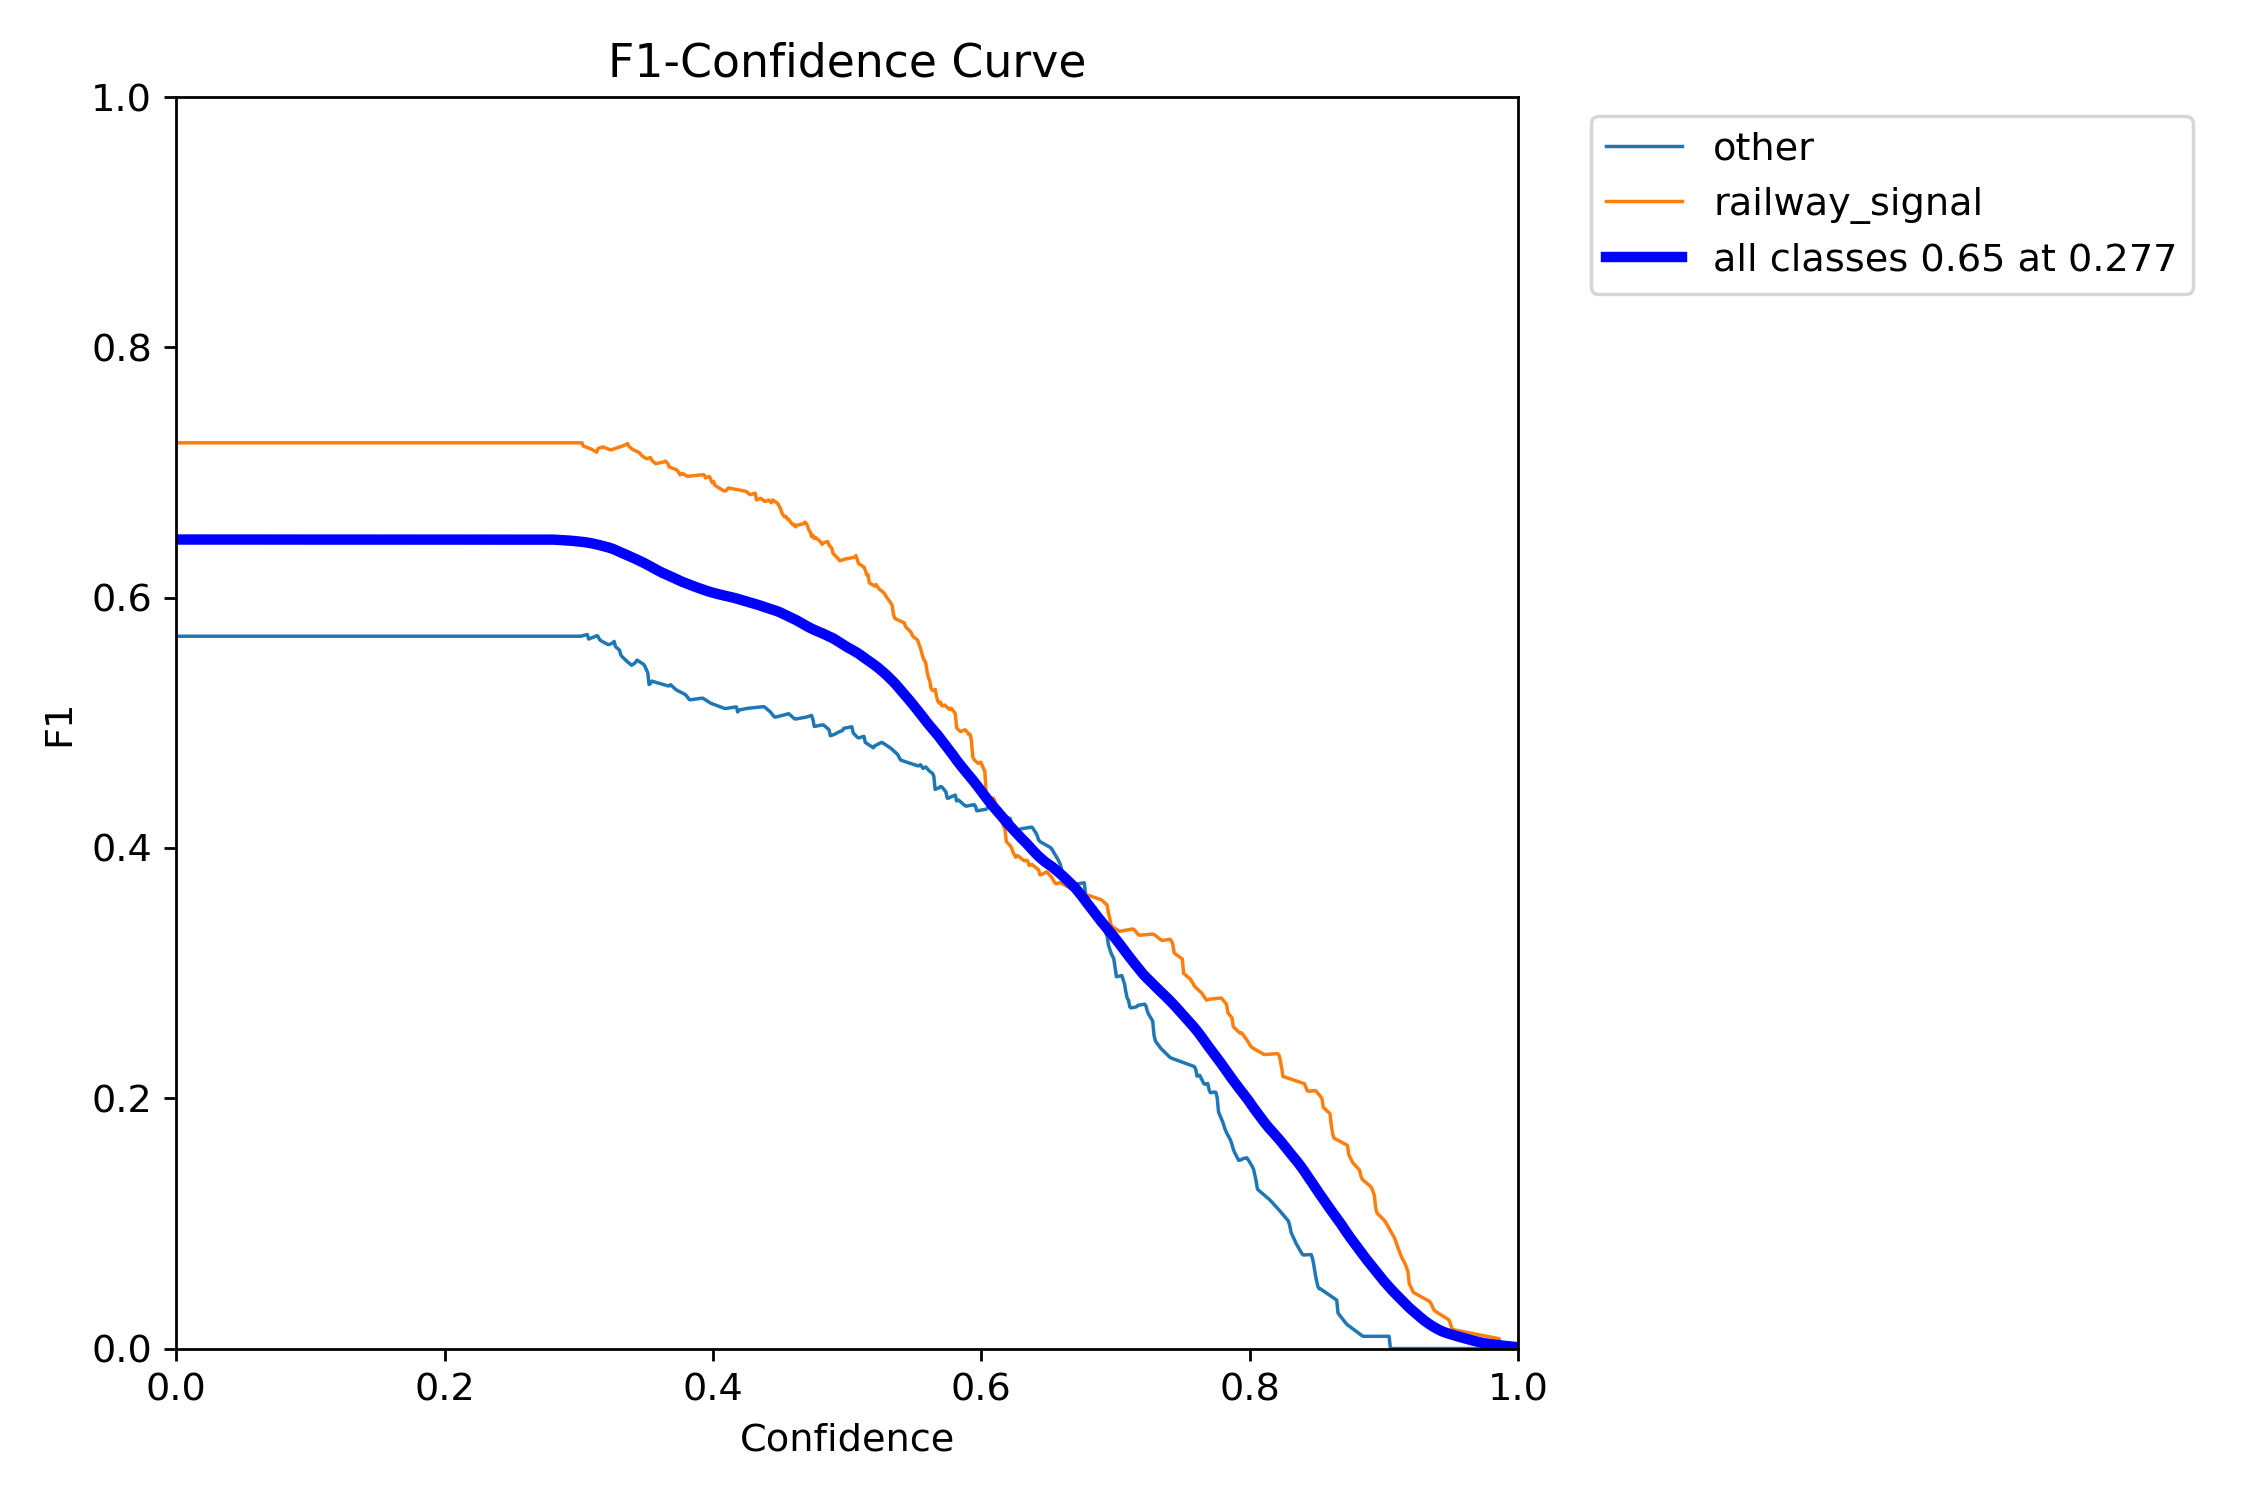 F1-Confidence Curve
1.0
0.8
0.6
0.4
0.2
0.0
F1
0.0 0.2 0.4 0.6 0.8 1.0
Confidence
other
railway_signal
all classes 0.65 at 0.277